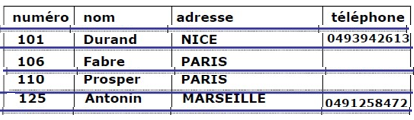 numéro nom adresse téléphone
101 Durand NICE 0493942613
106 Fabre PARIS
110 Prosper PARIS
125 Antonin MARSEILLE 0491258472